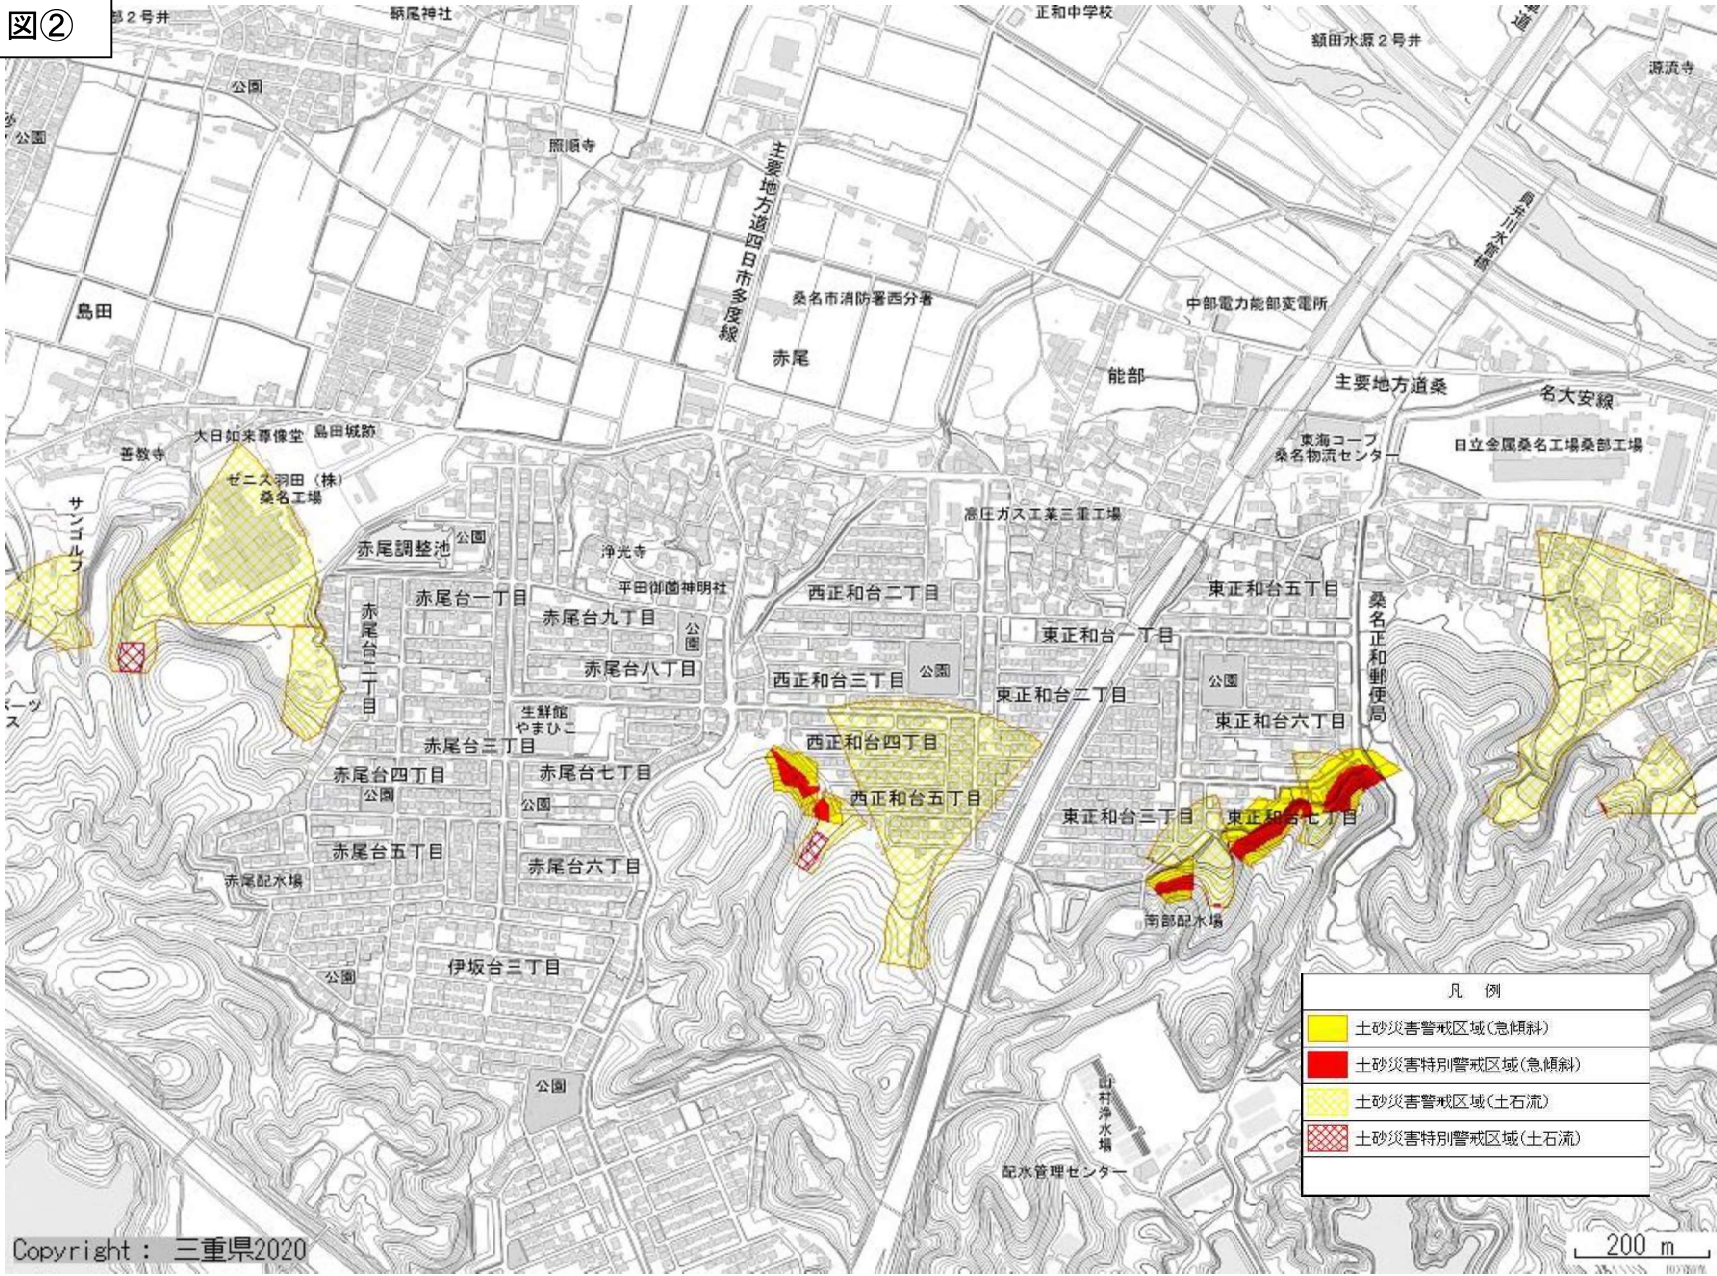 図②
部2号井
額尾神社
正和中学校
額田水源2号井
源流寺
公園
公園
照順寺
主要地方道四日市多度線
員弁川水管橋
島田
桑名市消防署西分署
中部電力能部変電所
赤尾
能部
主要地方道桑
名大安線
大日如来尊像堂
島田城跡
善教寺
東海コープ
桑名物流センター
日立金属桑名工場桑部工場
ゼニス羽田(株)
桑名工場
サンゴルフ
高圧ガス工業三重工場
赤尾調整池
公園
浄光寺
平田御薗神明社
西正和台二丁目
東正和台五丁目
赤尾台一丁目
赤尾台二丁目
赤尾台九丁目
公園
東正和台一丁目
桑名正和郵便局
赤尾台八丁目
西正和台三丁目
公園
東正和台二丁目
公園
生鮮館
やまひこ
東正和台六丁目
赤尾台三丁目
西正和台四丁目
赤尾台四丁目
赤尾台七丁目
公園
公園
西正和台五丁目
東正和台三丁目
東正和台七丁目
赤尾台五丁目
赤尾台六丁目
赤尾配水場
南部配水場
公園
伊坂台三丁目
公園
山村浄水場
配水管理センター
凡 例
土砂災害警戒区域(急傾斜)
土砂災害特別警戒区域(急傾斜)
土砂災害警戒区域(土石流)
土砂災害特別警戒区域(土石流)
Copyright : 三重県2020
200 m